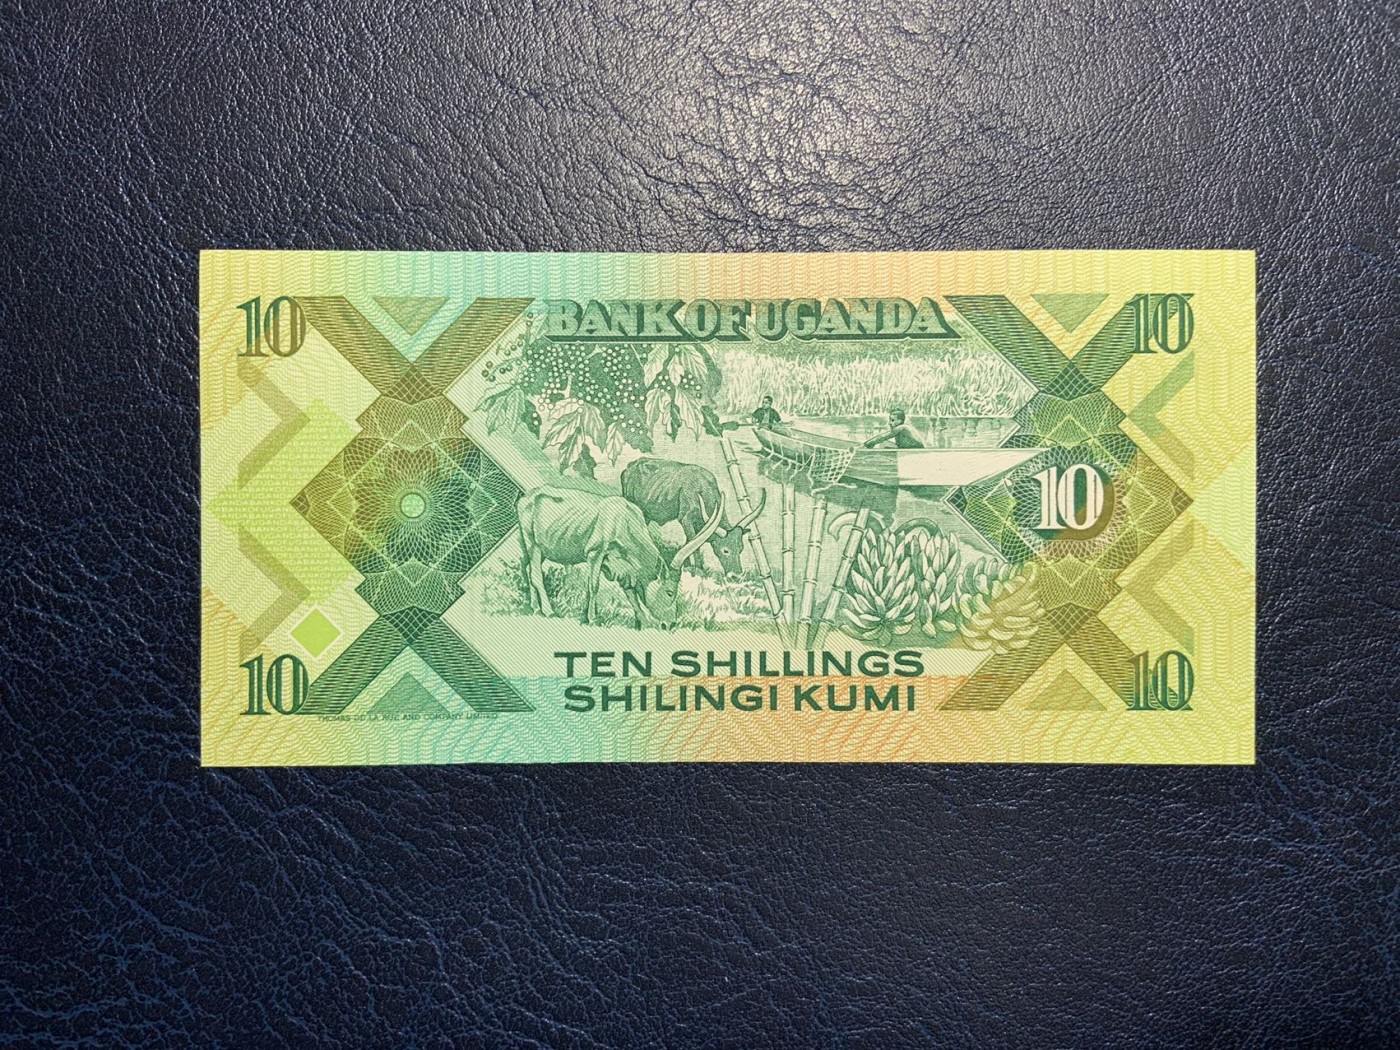 10 BANK OF UGANDA 10
10
TEN SHILLINGS
SHILINGI KUMI
10 10
THOMAS DE LA RUE AND COMPANY LIMITED